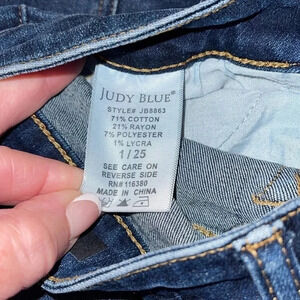 JUDY BLUE®
STYLE# JB8863
71% COTTON
21% RAYON
7% POLYESTER
1% LYCRA
1 / 25
SEE CARE ON
REVERSE SIDE
RN# 116380
MADE IN CHINA